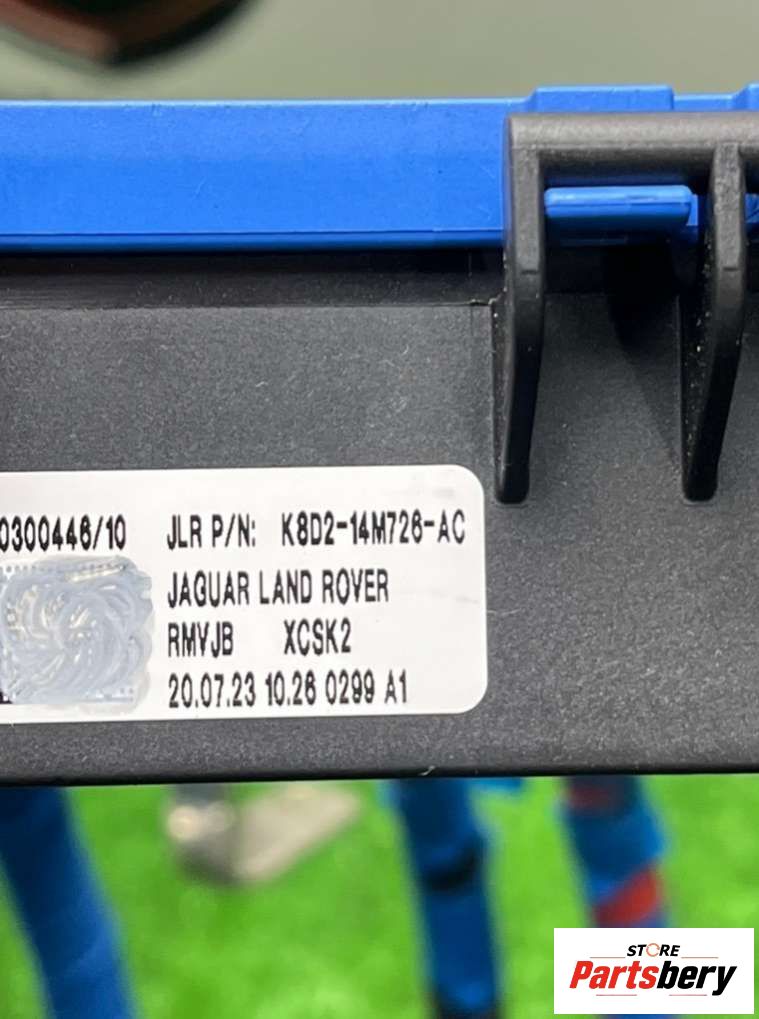 0300446/10 JLR P/N: K8D2-14M726-AC
JAGUAR LAND ROVER
RMVJB XCSK2
20.07.23 10.26 0299 A1
STORE
Partsbery